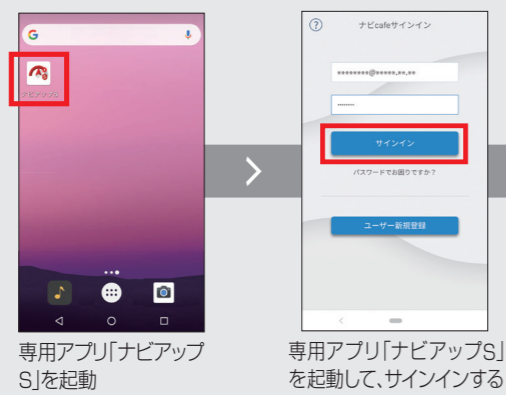 G
ナビアップS
専用アプリ「ナビアップ
S」を起動
?
ナビcafeサインイン
********@*****.**.**
********
サインイン
パスワードでお困りですか?
ユーザー新規登録
専用アプリ「ナビアップS」
を起動して、サインインする